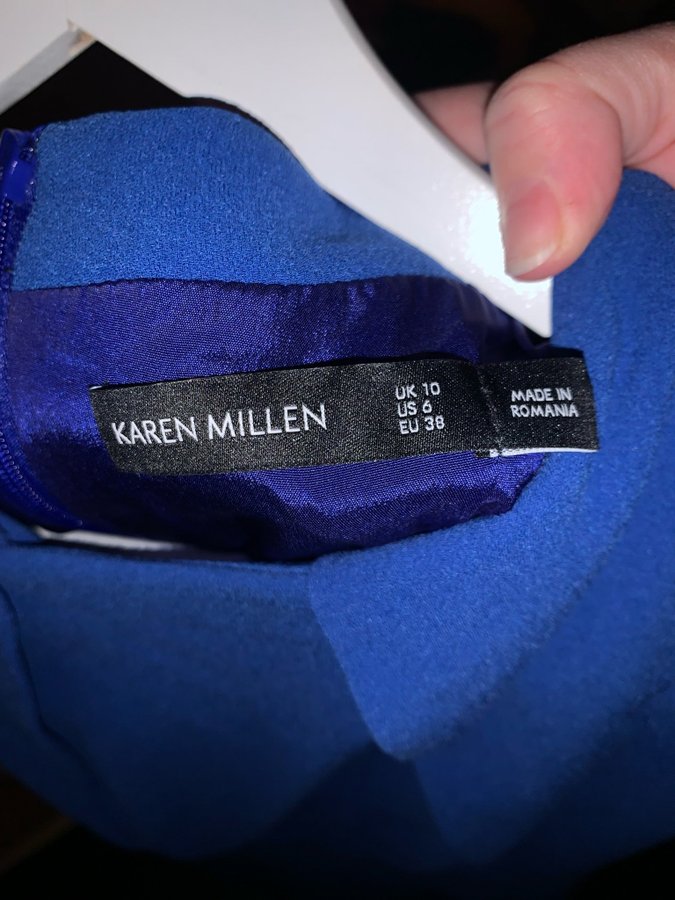 KAREN MILLEN
UK 10
US 6
EU 38
MADE IN
ROMANIA